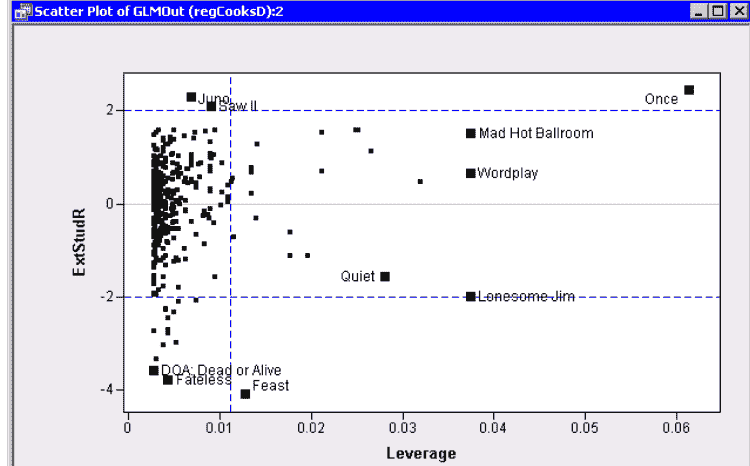 Scatter Plot of GLMOut (regCooksD):2
Juno
Saw II
Once
2
Mad Hot Ballroom
Wordplay
0
ExtStudR
Quiet
-2
Lonesome Jim
DOA: Dead or Alive
Fateless
Feast
-4
0 0.01 0.02 0.03 0.04 0.05 0.06
Leverage